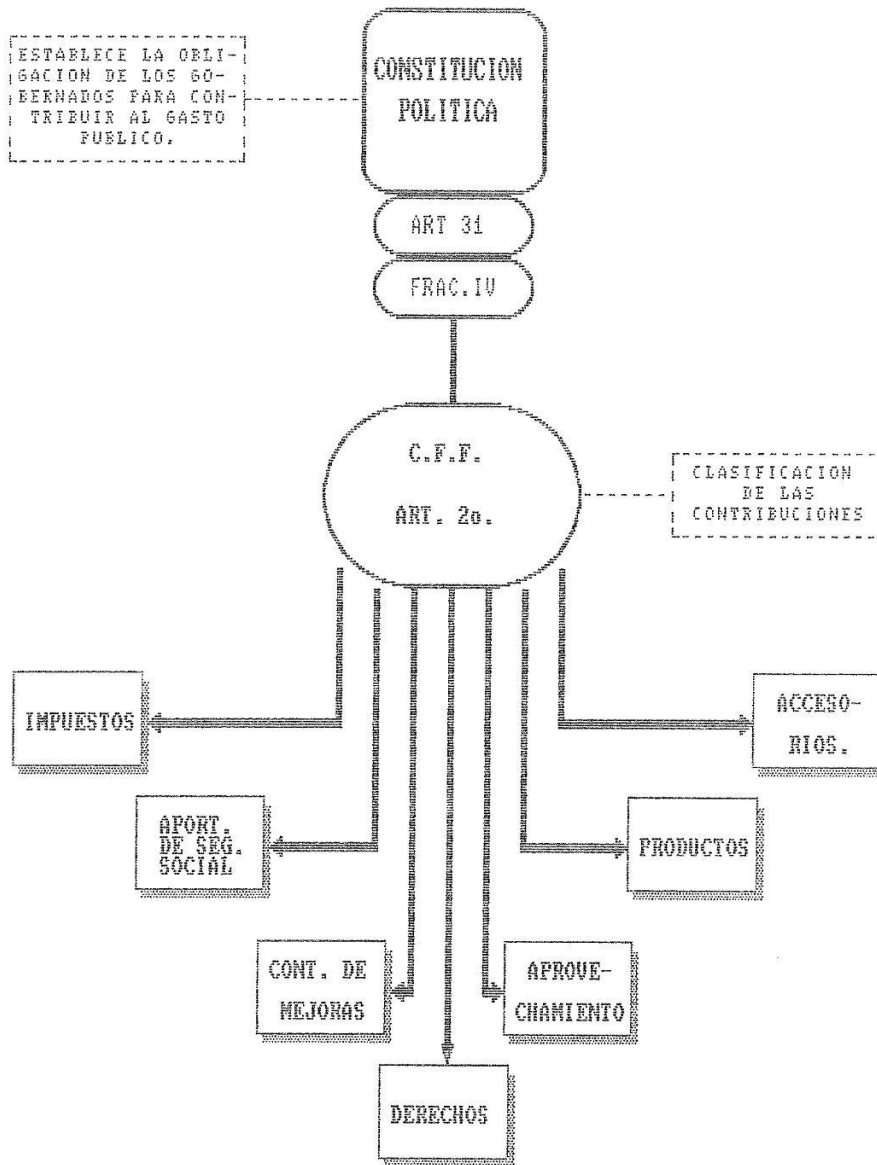 ESTABLECE LA OBLI-
GACION DE LOS GO-
BERNADOS PARA CON-
TRIBUIR AL GASTO
PUBLICO.
CONSTITUCION
POLITICA
ART 31
FRAC.IV
C.F.F.
ART. 2o.
CLASIFICACION
DE LAS
CONTRIBUCIONES
IMPUESTOS
ACCESO-
RIOS.
APORT.
DE SEG.
SOCIAL
PRODUCTOS
CONT. DE
MEJORAS
APROVE-
CHAMIENTO
DERECHOS